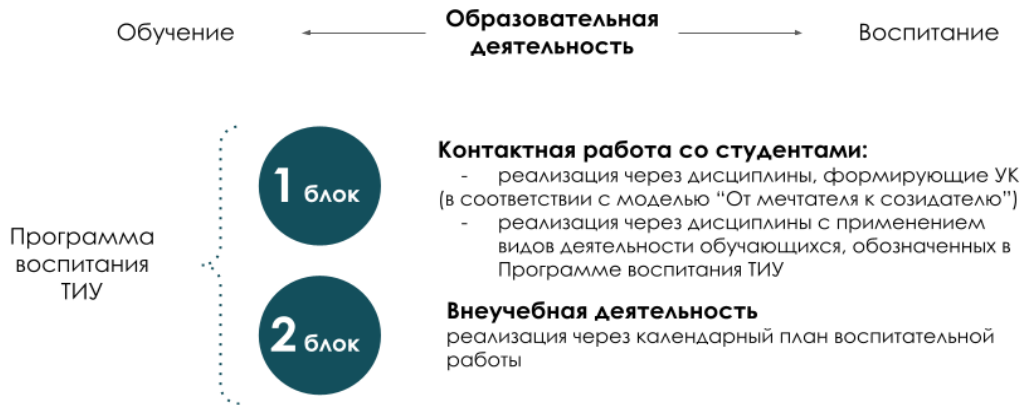 Обучение
Образовательная
деятельность
Воспитание
Программа
воспитания
ТИУ
1 блок
Контактная работа со студентами:
- реализация через дисциплины, формирующие УК
(в соответствии с моделью “От мечтателя к созидателю”)
- реализация через дисциплины с применением
видов деятельности обучающихся, обозначенных в
Программе воспитания ТИУ
2 блок
Внеучебная деятельность
реализация через календарный план воспитательной
работы